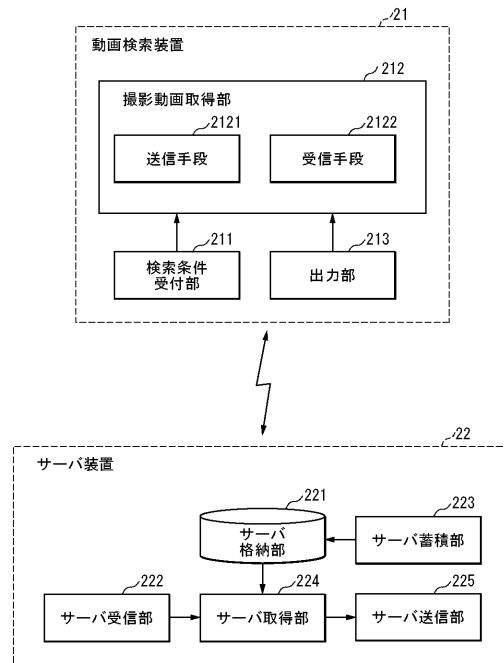 21
動画検索装置
212
撮影動画取得部
2121
送信手段
2122
受信手段
211
検索条件
受付部
213
出力部
22
サーバ装置
221
サーバ
格納部
223
サーバ蓄積部
222
サーバ受信部
224
サーバ取得部
225
サーバ送信部